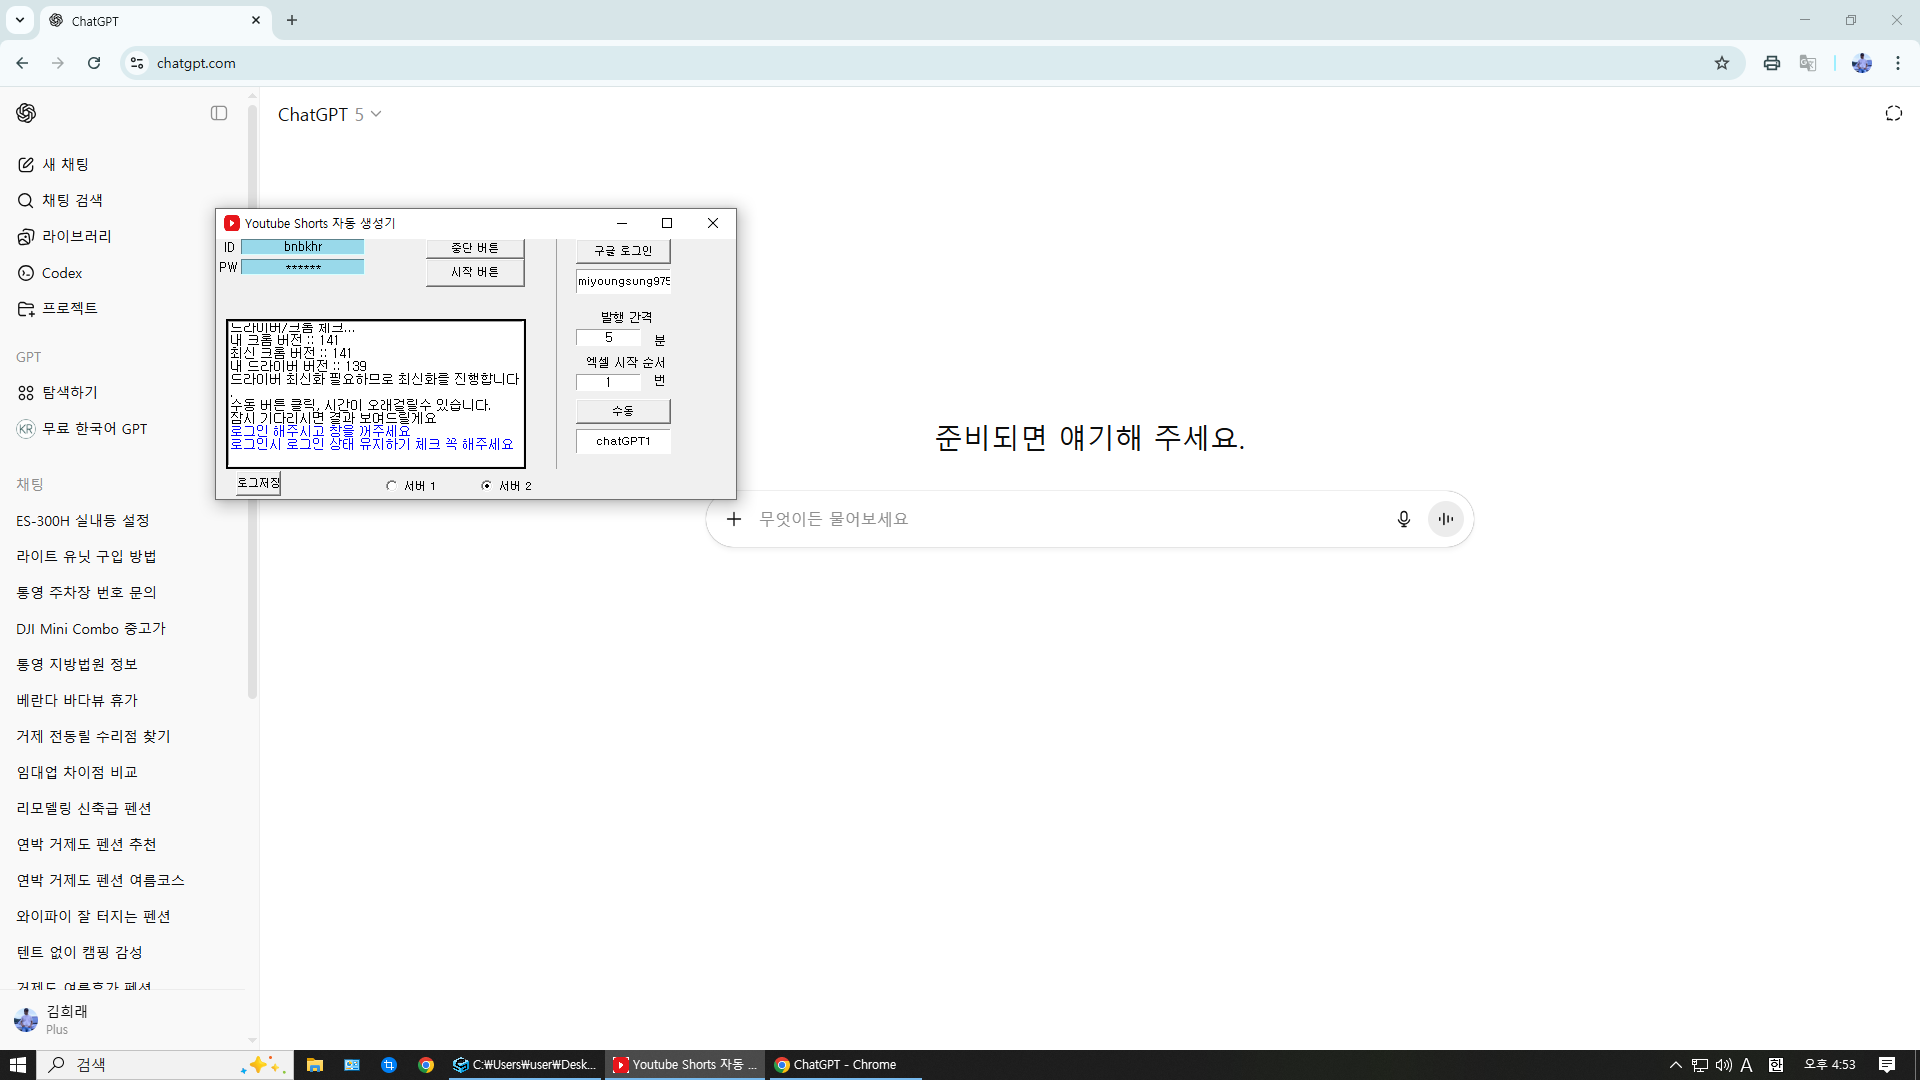 ChatGPT
chatgpt.com
ChatGPT 5
새 채팅
채팅 검색
라이브러리
Codex
프로젝트
GPT
탐색하기
KR 무료 한국어 GPT
채팅
ES-300H 실내등 설정
라이트 유닛 구입 방법
통영 주차장 번호 문의
DJI Mini Combo 중고가
통영 지방법원 정보
베란다 바다뷰 휴가
거제 전동릴 수리점 찾기
임대업 차이점 비교
리모델링 신축급 펜션
연박 거제도 펜션 추천
연박 거제도 펜션 여름코스
와이파이 잘 터지는 펜션
텐트 없이 캠핑 감성
거제도 여름휴가 펜션
김희래
Plus
Youtube Shorts 자동 생성기
ID bnbkhr
PW ******
중단 버튼
시작 버튼
드라이버/크롬 체크...
내 크롬 버전 :: 141
최신 크롬 버전 :: 141
내 드라이버 버전 :: 139
드라이버 최신화 필요하므로 최신화를 진행합니다
.
수동 버튼 클릭, 시간이 오래걸릴수 있습니다.
잠시 기다리시면 결과 보여드릴게요
로그인 해주시고 창을 꺼주세요
로그인시 로그인 상태 유지하기 체크 꼭 해주세요
로그저장
서버 1
서버 2
구글 로그인
miyoungsung975
발행 간격
5 분
엑셀 시작 순서
1 번
수동
chatGPT1
준비되면 얘기해 주세요.
무엇이든 물어보세요
검색
C:₩Users₩user₩Desk...
Youtube Shorts 자동 ...
ChatGPT - Chrome
A
한
오후 4:53